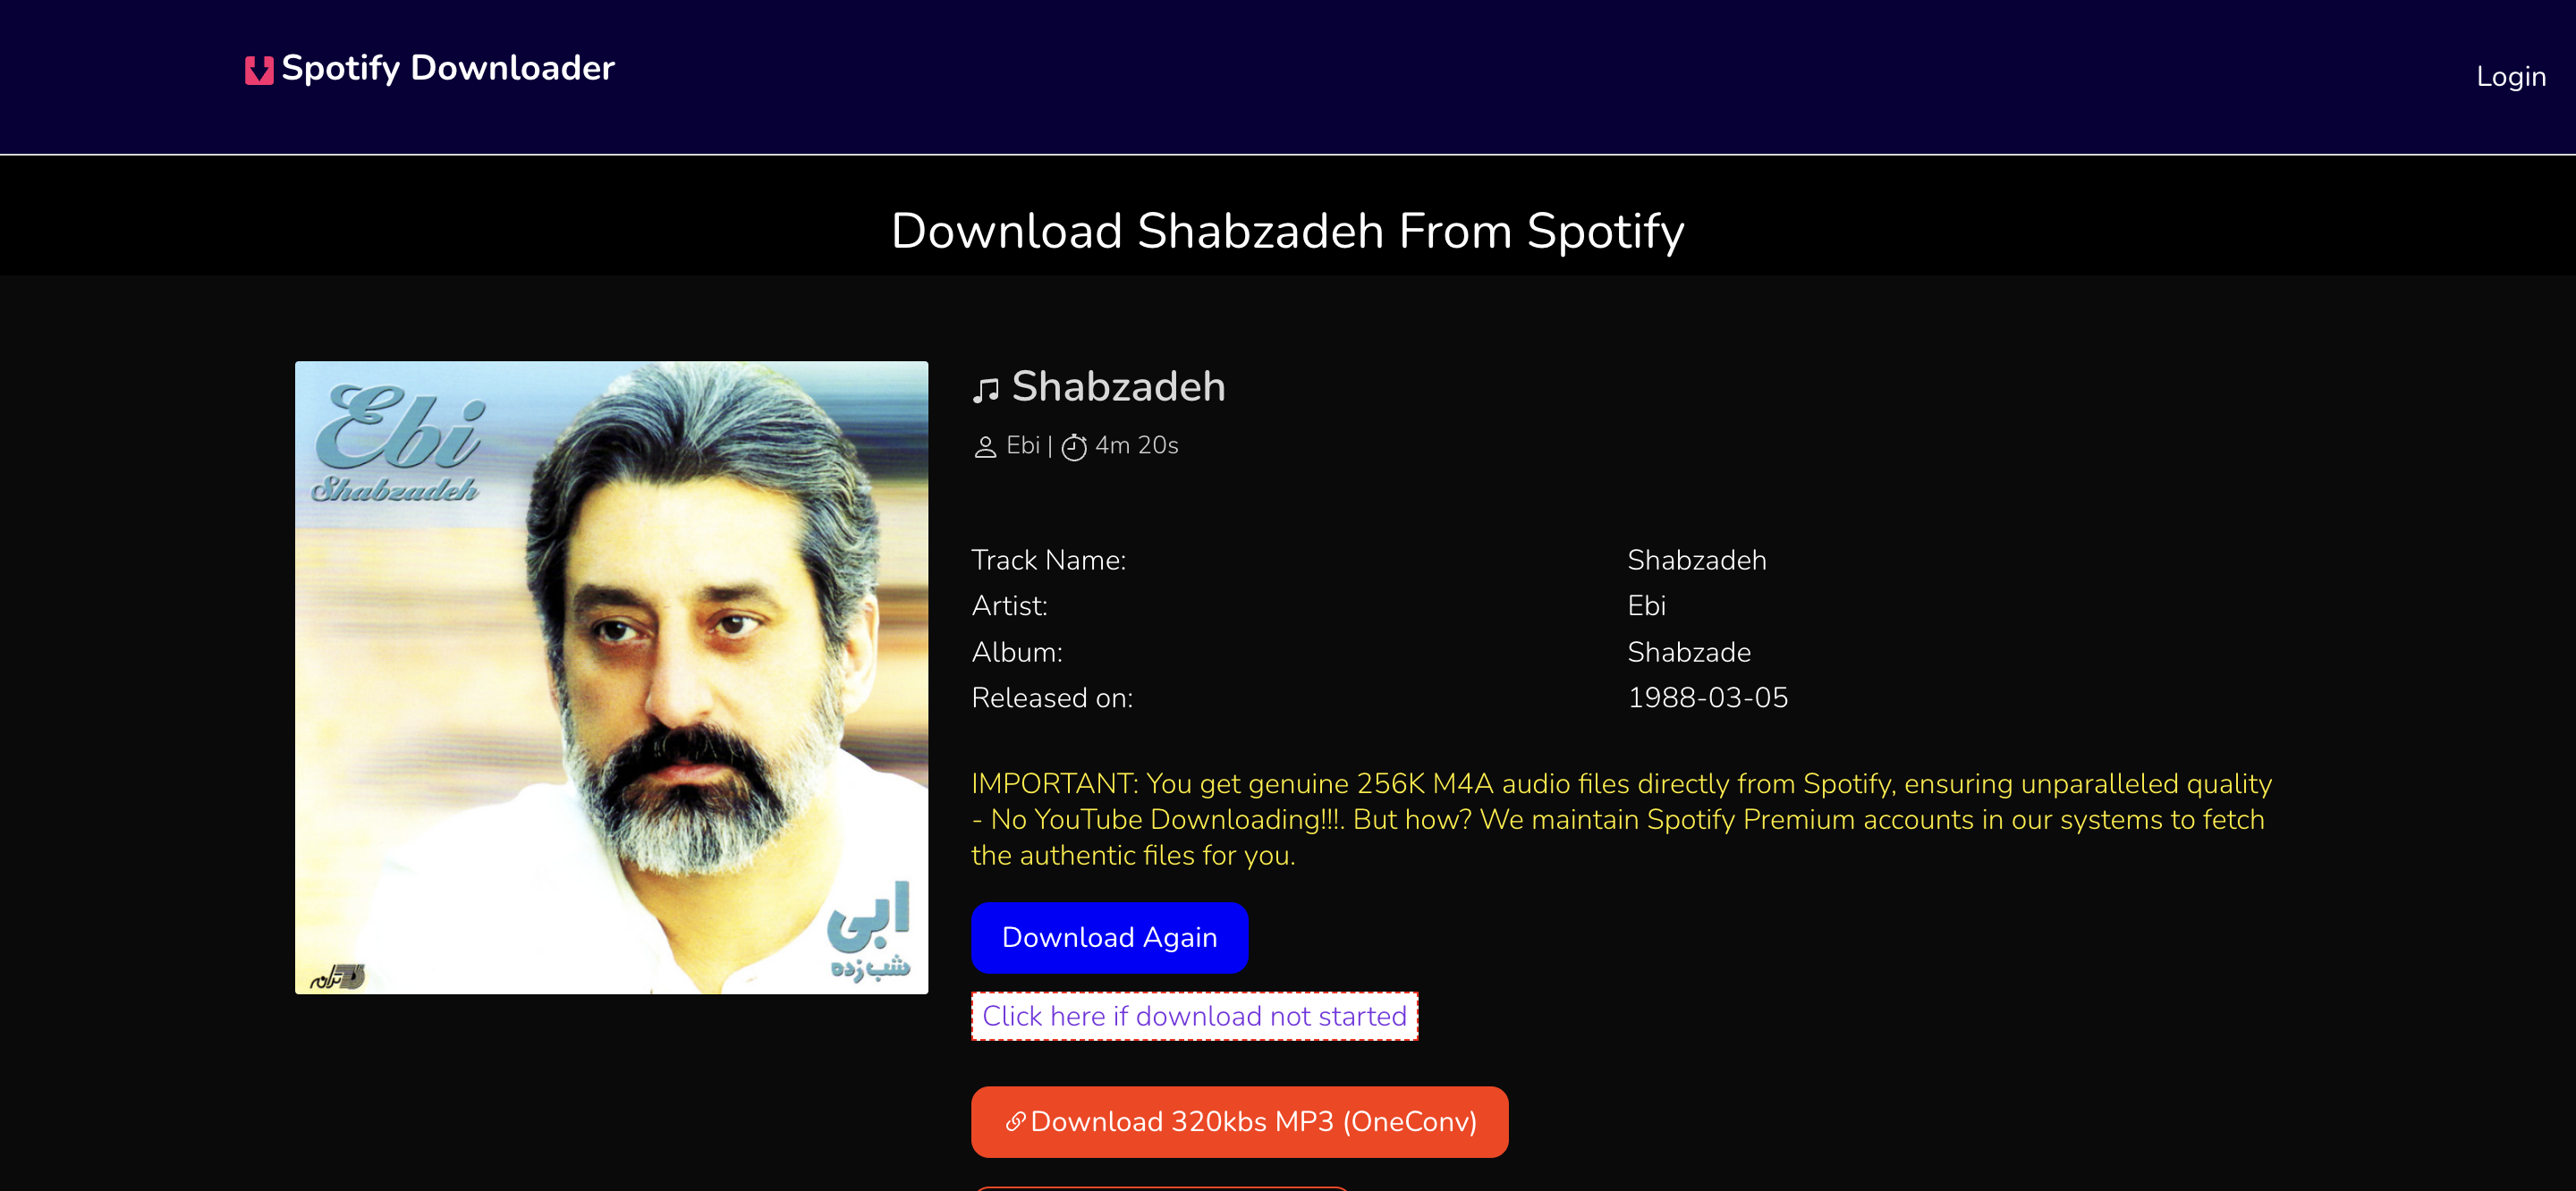 Spotify Downloader
Login
Download Shabzadeh From Spotify
Ebi
Shabzadeh
ابی
شب زده
ترانه
Shabzadeh
Ebi | 4m 20s
Track Name: Shabzadeh
Artist: Ebi
Album: Shabzade
Released on: 1988-03-05
IMPORTANT: You get genuine 256K M4A audio files directly from Spotify, ensuring unparalleled quality
- No YouTube Downloading!!!. But how? We maintain Spotify Premium accounts in our systems to fetch
the authentic files for you.
Download Again
Click here if download not started
Download 320kbs MP3 (OneConv)